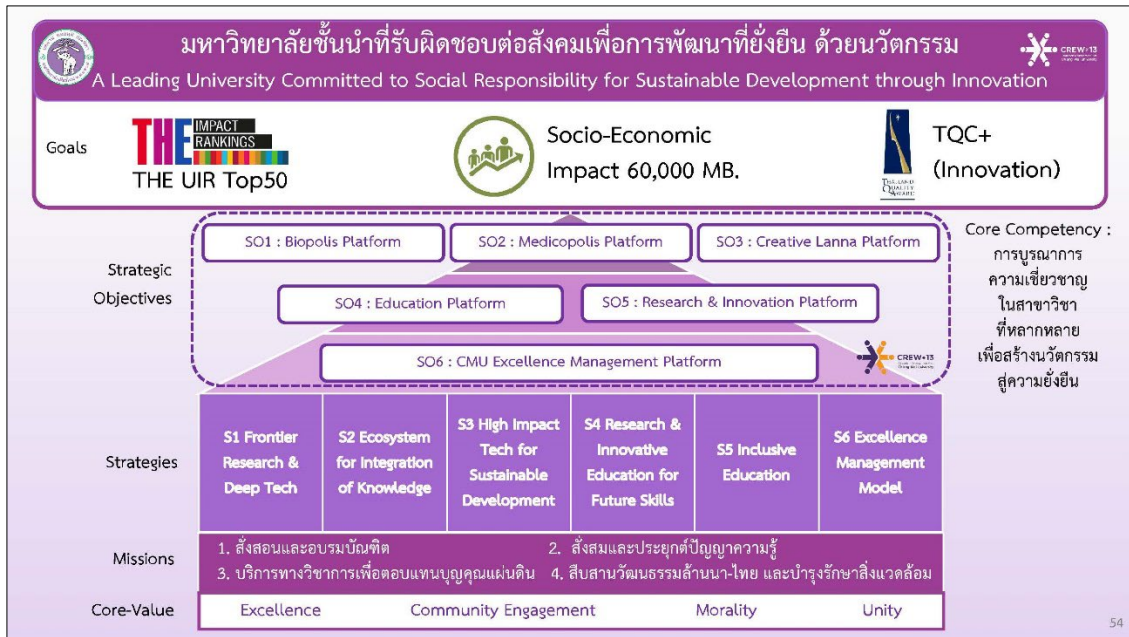 มหาวิทยาลัยชั้นนำที่รับผิดชอบต่อสังคมเพื่อการพัฒนาที่ยั่งยืน ด้วยนวัตกรรม
CREW•13
A Leading University Committed to Social Responsibility for Sustainable Development through Innovation
Goals
THE IMPACT
RANKINGS
THE UIR Top50
Socio-Economic
Impact 60,000 MB.
THAILAND
QUALITY
AWARD
TQC+
(Innovation)
Strategic
Objectives
SO1 : Biopolis Platform
SO2 : Medicopolis Platform
SO3 : Creative Lanna Platform
SO4 : Education Platform
SO5 : Research & Innovation Platform
SO6 : CMU Excellence Management Platform
CREW•13
Core Competency :
การบูรณาการ
ความเชี่ยวชาญ
ในสาขาวิชา
ที่หลากหลาย
เพื่อสร้างนวัตกรรม
สู่ความยั่งยืน
Strategies
S1 Frontier
Research &
Deep Tech
S2 Ecosystem
for Integration
of Knowledge
S3 High Impact
Tech for
Sustainable
Development
S4 Research &
Innovative
Education for
Future Skills
S5 Inclusive
Education
S6 Excellence
Management
Model
Missions
1. สั่งสอนและอบรมบัณฑิต
2. สั่งสมและประยุกต์ปัญญาความรู้
3. บริการทางวิชาการเพื่อตอบแทนบุญคุณแผ่นดิน
4. สืบสานวัฒนธรรมล้านนา-ไทย และบำรุงรักษาสิ่งแวดล้อม
Core-Value
Excellence
Community Engagement
Morality
Unity
54